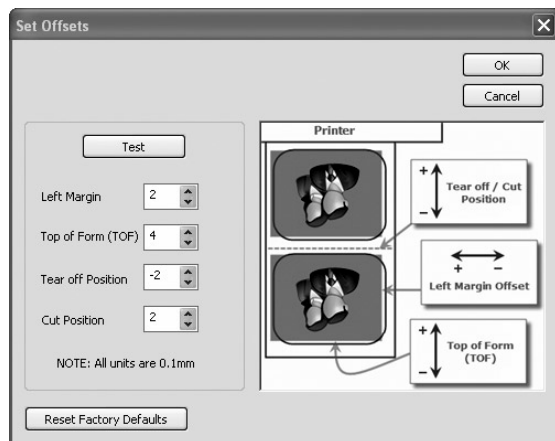 Set Offsets
OK
Cancel
Test
Left Margin 2
Top of Form (TOF) 4
Tear off Position -2
Cut Position 2
NOTE: All units are 0.1mm
Reset Factory Defaults
Printer
+
Tear off / Cut
Position
−
+ −
Left Margin Offset
+
Top of Form
(TOF)
−